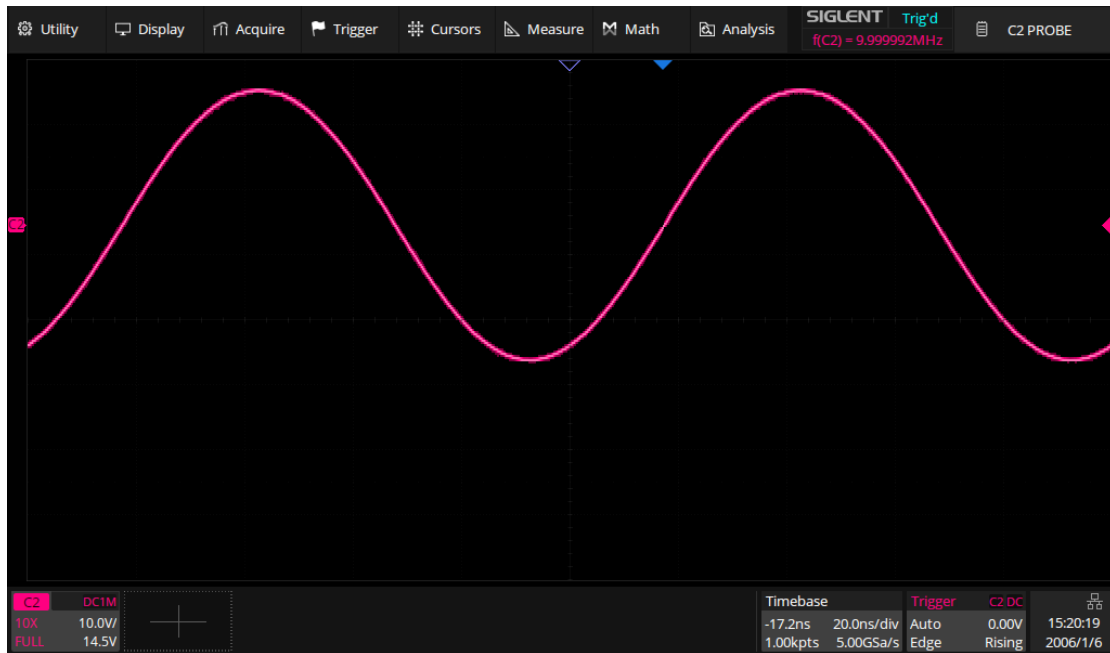 Utility Display Acquire Trigger Cursors Measure Math Analysis SIGLENT Trig'd C2 PROBE
f(C2) = 9.999992MHz
C2
C2 DC1M
10X 10.0V/
FULL 14.5V
Timebase
-17.2ns 20.0ns/div
1.00kpts 5.00GSa/s
Trigger C2 DC
Auto 0.00V
Edge Rising
15:20:19
2006/1/6